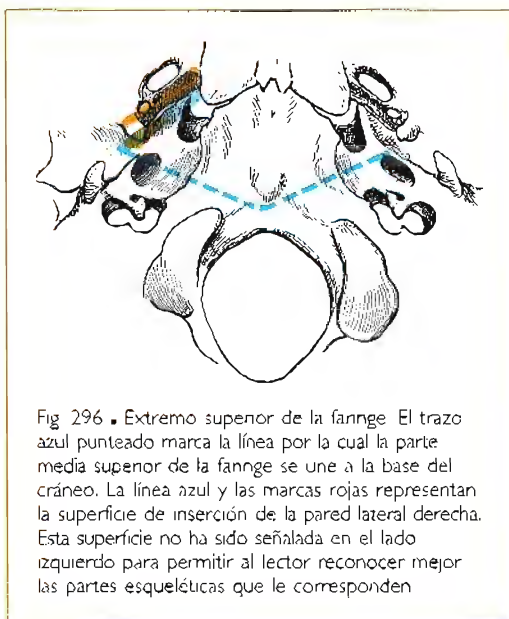 Fig 296 ▪ Extremo superior de la fannge El trazo
azul punteado marca la línea por la cual la parte
media superior de la fannge se une a la base del
cráneo. La línea azul y las marcas rojas representan
la superficie de inserción de la pared lateral derecha.
Esta superficie no ha sido señalada en el lado
izquierdo para permitir al lector reconocer mejor
las partes esqueléticas que le corresponden